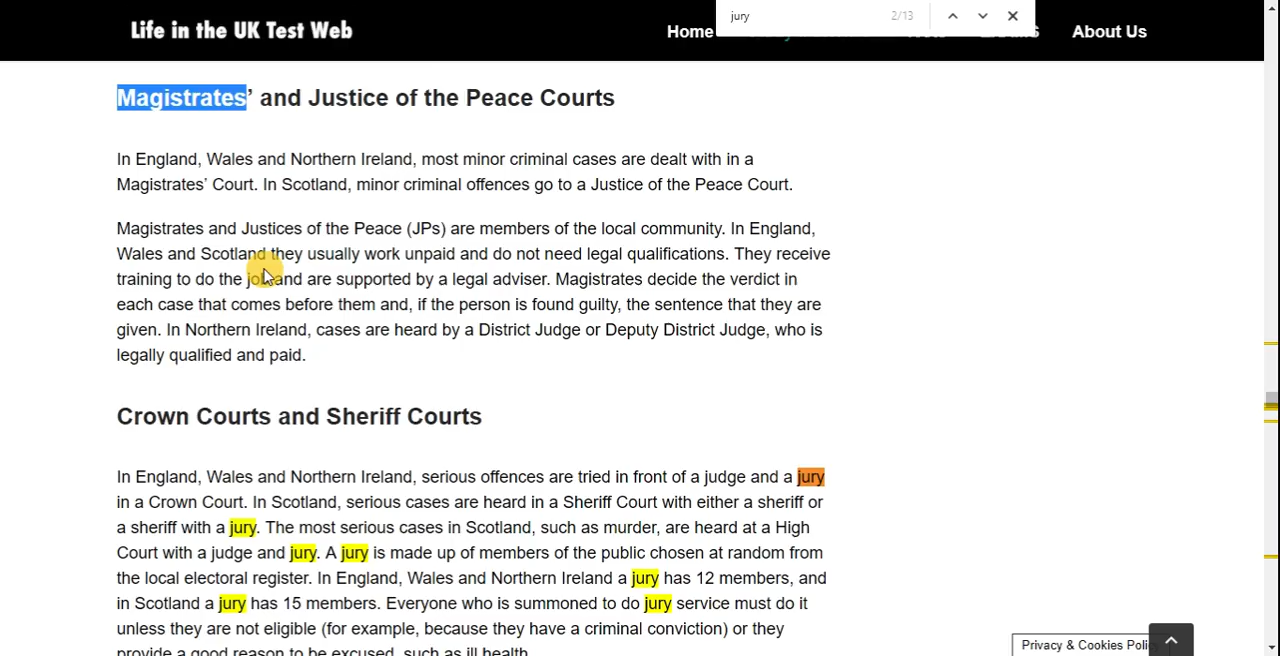 Life in the UK Test Web
Home
About Us
jury
2/13
Magistrates’ and Justice of the Peace Courts
In England, Wales and Northern Ireland, most minor criminal cases are dealt with in a
Magistrates’ Court. In Scotland, minor criminal offences go to a Justice of the Peace Court.
Magistrates and Justices of the Peace (JPs) are members of the local community. In England,
Wales and Scotland they usually work unpaid and do not need legal qualifications. They receive
training to do the job and are supported by a legal adviser. Magistrates decide the verdict in
each case that comes before them and, if the person is found guilty, the sentence that they are
given. In Northern Ireland, cases are heard by a District Judge or Deputy District Judge, who is
legally qualified and paid.
Crown Courts and Sheriff Courts
In England, Wales and Northern Ireland, serious offences are tried in front of a judge and a jury
in a Crown Court. In Scotland, serious cases are heard in a Sheriff Court with either a sheriff or
a sheriff with a jury. The most serious cases in Scotland, such as murder, are heard at a High
Court with a judge and jury. A jury is made up of members of the public chosen at random from
the local electoral register. In England, Wales and Northern Ireland a jury has 12 members, and
in Scotland a jury has 15 members. Everyone who is summoned to do jury service must do it
unless they are not eligible (for example, because they have a criminal conviction) or they
provide a good reason to be excused, such as ill health.
Privacy & Cookies Polic